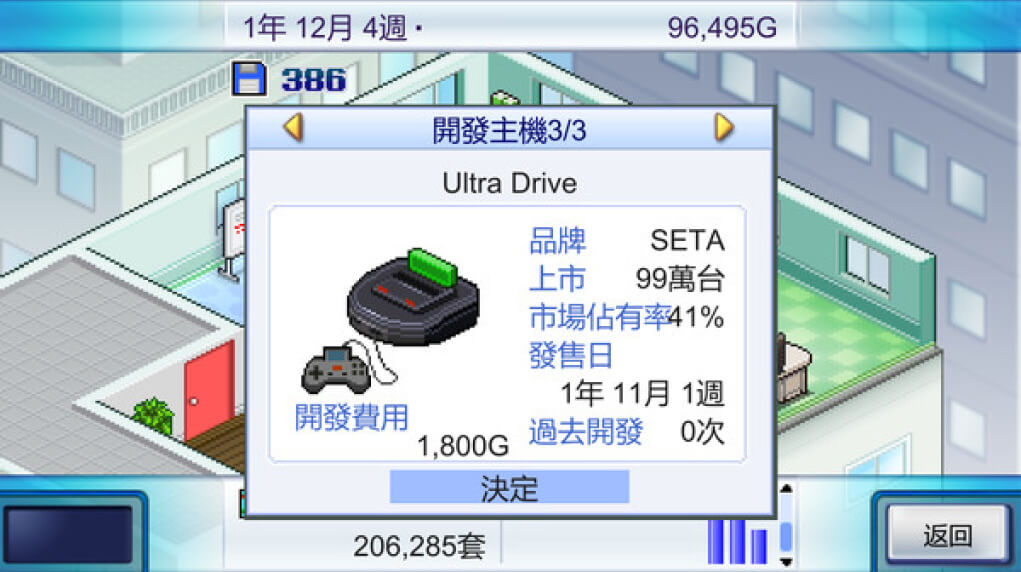 1年 12月 4週・ 96,495G
386
開發主機3/3
Ultra Drive
品牌 SETA
上市 99萬台
市場佔有率41%
發售日
1年 11月 1週
過去開發 0次
開發費用
1,800G
決定
206,285套
返回